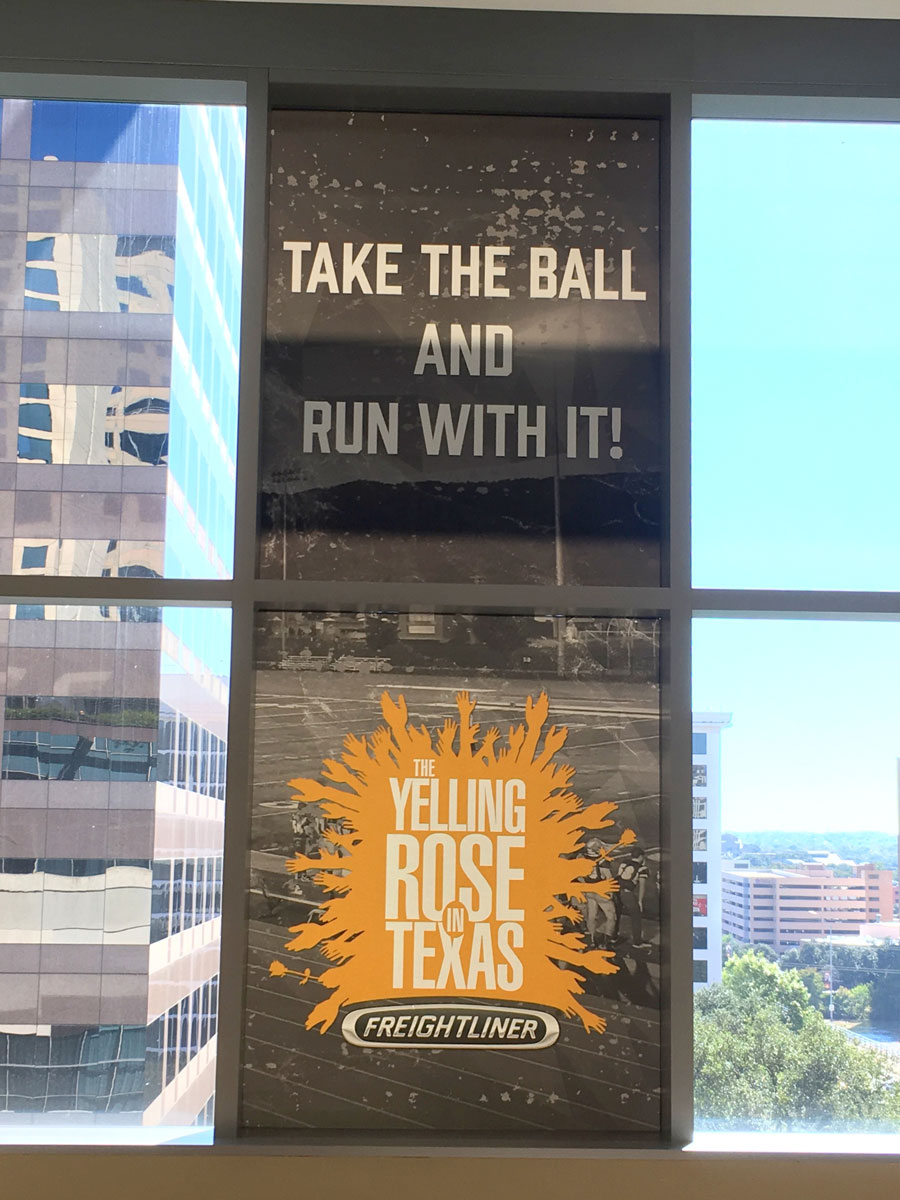 TAKE THE BALL
AND
RUN WITH IT!
THE
YELLING
ROSE
IN
TEXAS
FREIGHTLINER